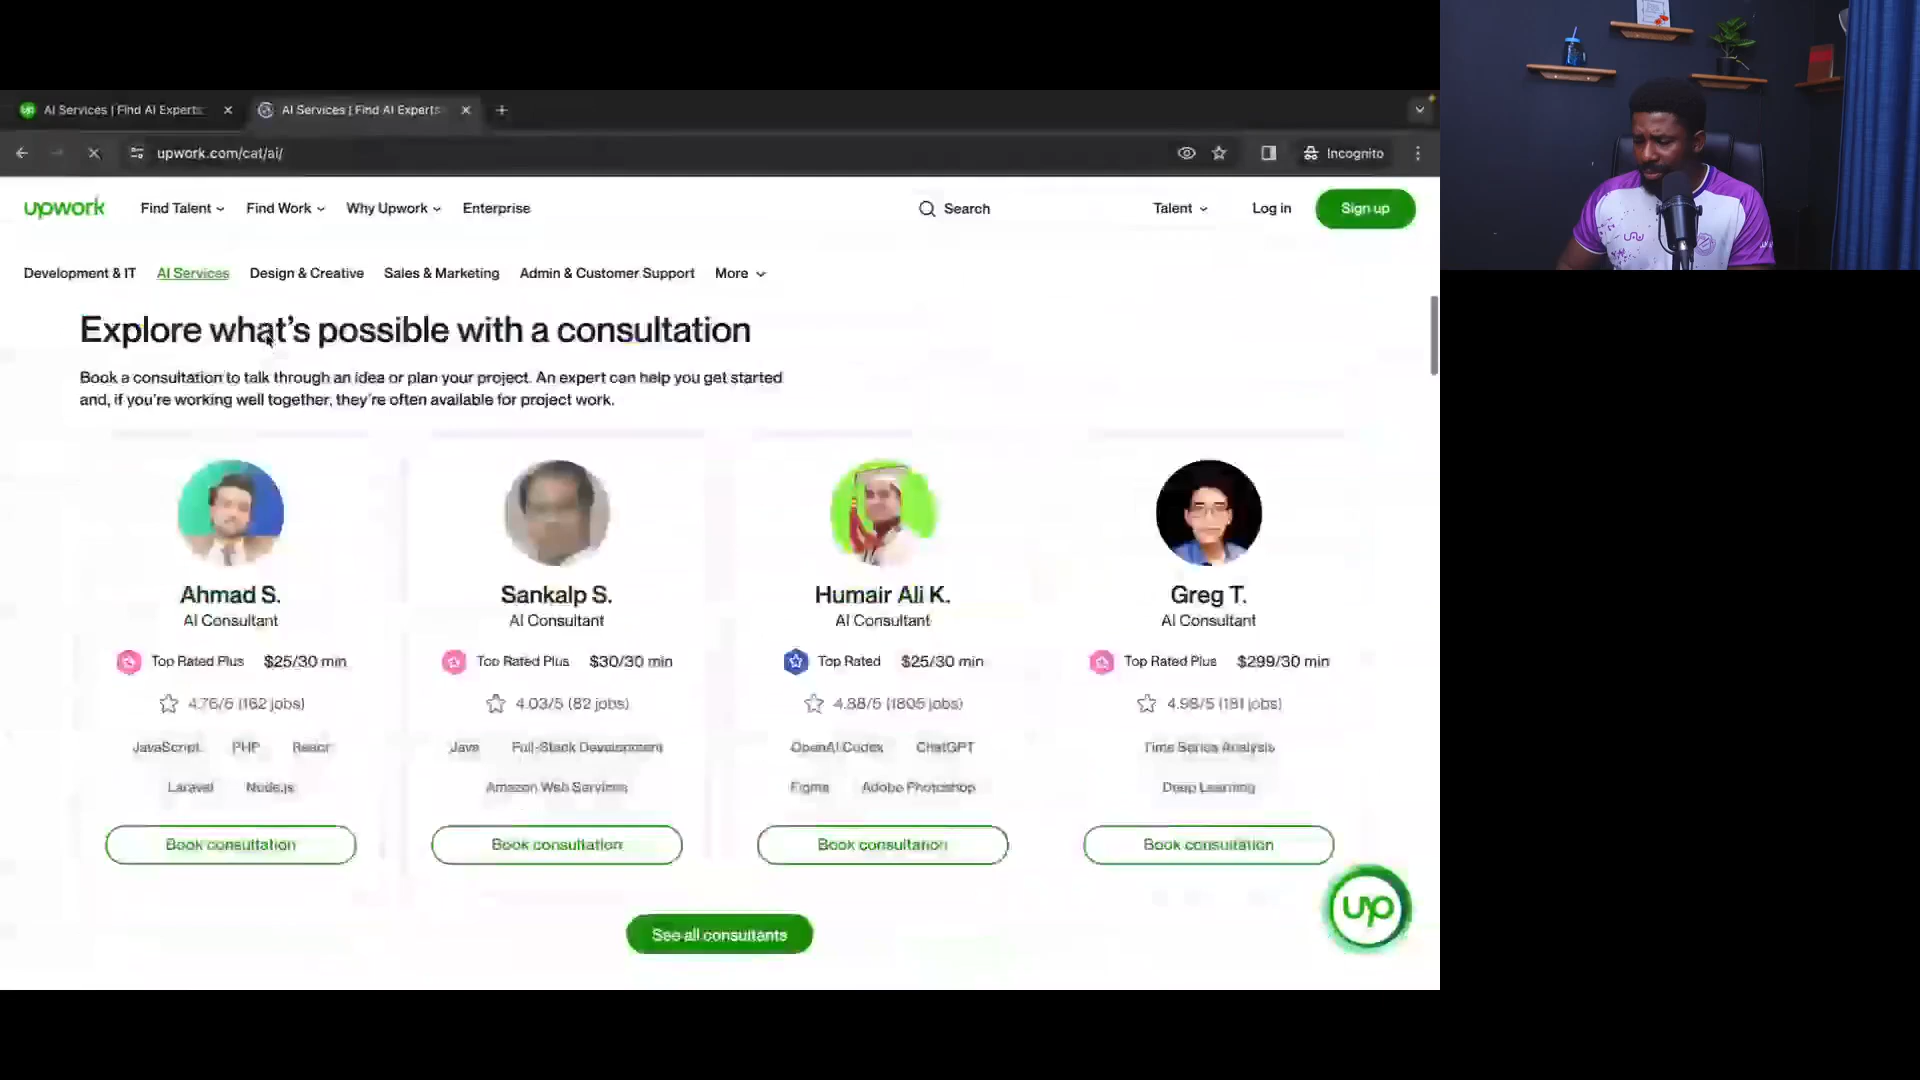 AI Services | Find AI Experts
AI Services | Find AI Experts
upwork.com/cat/ai/
Incognito
upwork
Find Talent
Find Work
Why Upwork
Enterprise
Search
Talent
Log in
Sign up
Development & IT
AI Services
Design & Creative
Sales & Marketing
Admin & Customer Support
More
Explore what's possible with a consultation
Book a consultation to talk through an idea or plan your project. An expert can help you get started
and, if you're working well together, they're often available for project work.
Ahmad S.
AI Consultant
Top Rated Plus $25/30 min
4.76/5 (162 jobs)
JavaScript PHP React
Laravel Node.js
Book consultation
Sankalp S.
AI Consultant
Top Rated Plus $30/30 min
4.03/5 (82 jobs)
Java Full-Stack Development
Amazon Web Services
Book consultation
Humair Ali K.
AI Consultant
Top Rated $25/30 min
4.88/5 (1805 jobs)
OpenAI Codex ChatGPT
Figma Adobe Photoshop
Book consultation
Greg T.
AI Consultant
Top Rated Plus $299/30 min
4.98/5 (181 jobs)
Time Series Analysis
Deep Learning
Book consultation
See all consultants
up